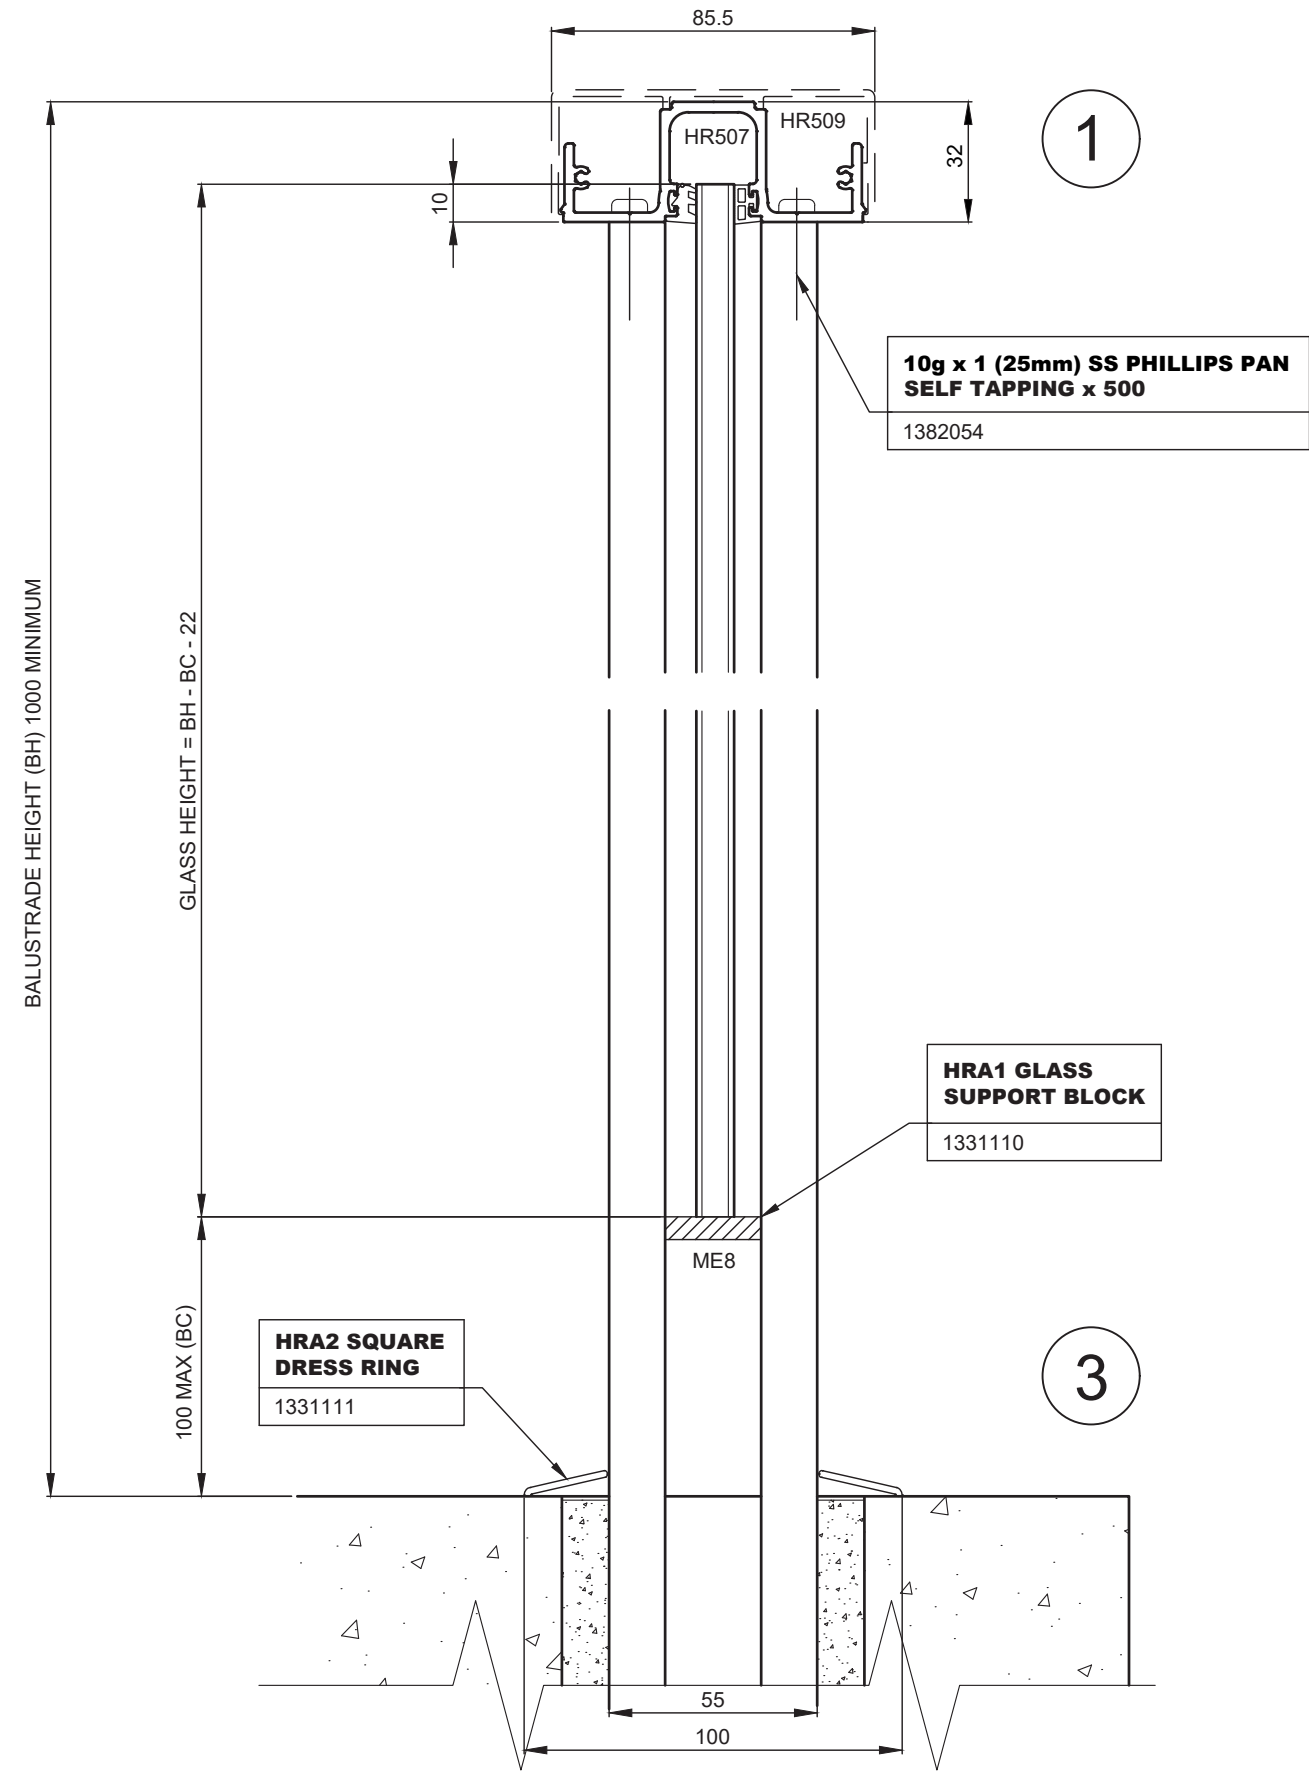 85.5
1
HR507
HR509
32
10
10g x 1 (25mm) SS PHILLIPS PAN
SELF TAPPING x 500
1382054
BALUSTRADE HEIGHT (BH) 1000 MINIMUM
GLASS HEIGHT = BH - BC - 22
HRA1 GLASS
SUPPORT BLOCK
1331110
ME8
100 MAX (BC)
HRA2 SQUARE
DRESS RING
1331111
3
55
100